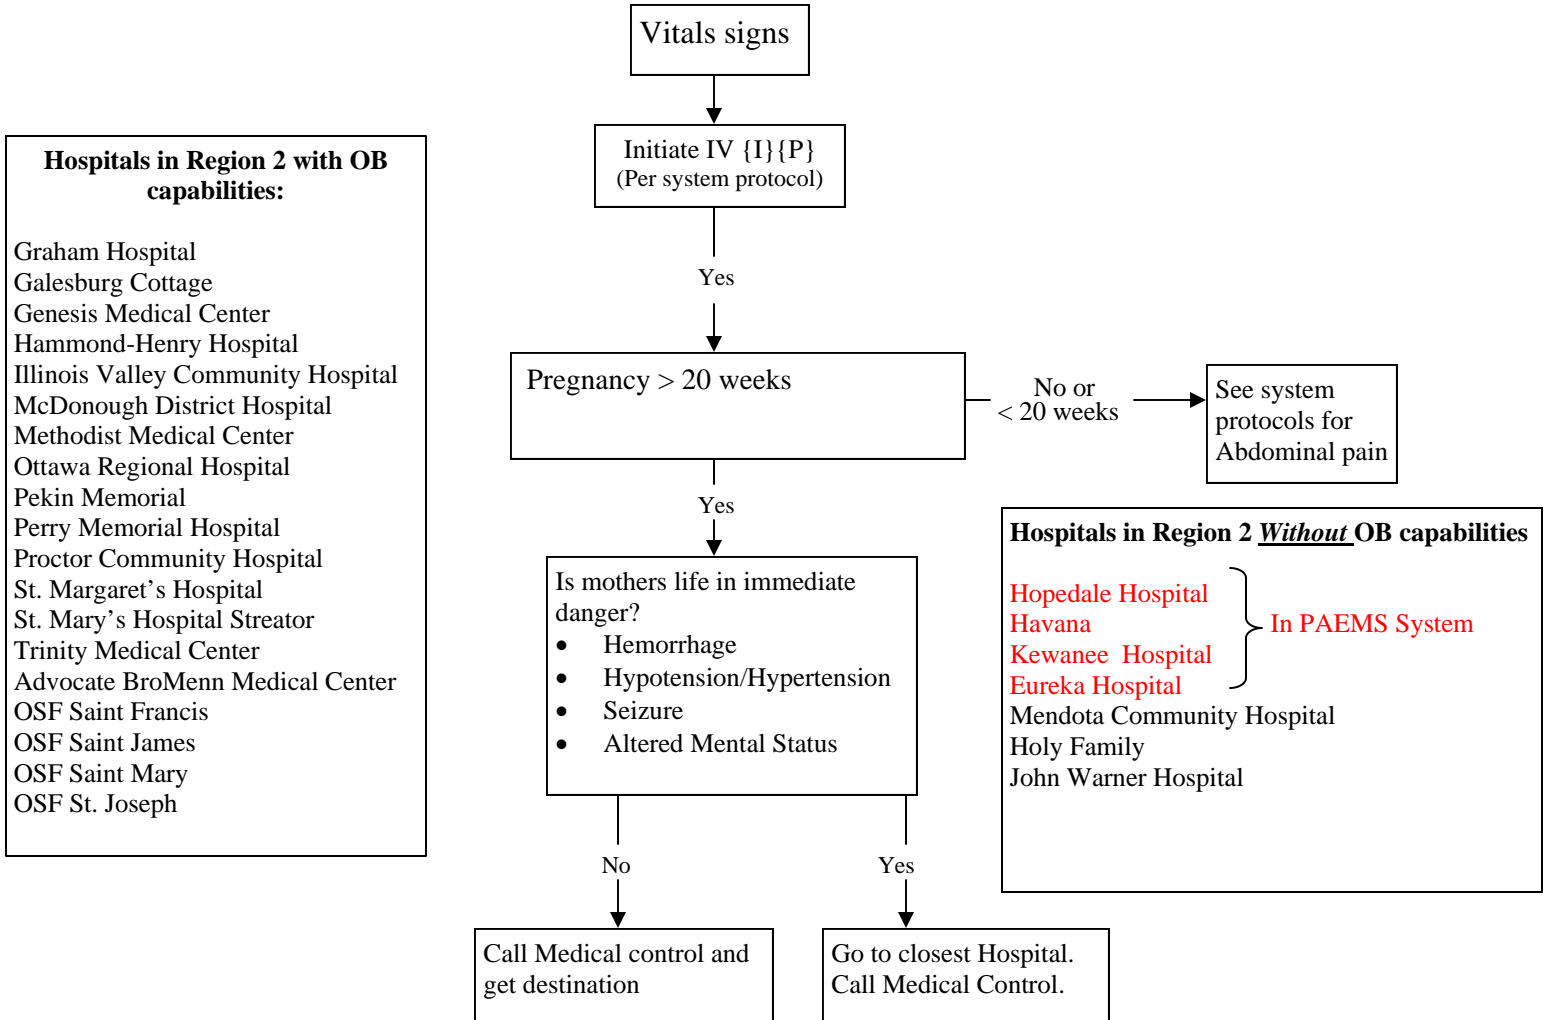 Vitals signs
Initiate IV {I}{P}
(Per system protocol)
Hospitals in Region 2 with OB
capabilities:
Graham Hospital
Galesburg Cottage
Genesis Medical Center
Hammond-Henry Hospital
Illinois Valley Community Hospital
McDonough District Hospital
Methodist Medical Center
Ottawa Regional Hospital
Pekin Memorial
Perry Memorial Hospital
Proctor Community Hospital
St. Margaret’s Hospital
St. Mary’s Hospital Streator
Trinity Medical Center
Advocate BroMenn Medical Center
OSF Saint Francis
OSF Saint James
OSF Saint Mary
OSF St. Joseph
Yes
Pregnancy > 20 weeks
No or
< 20 weeks
See system
protocols for
Abdominal pain
Yes
Is mothers life in immediate
danger?
• Hemorrhage
• Hypotension/Hypertension
• Seizure
• Altered Mental Status
Hospitals in Region 2 Without OB capabilities
Hopedale Hospital
Havana
Kewanee Hospital
Eureka Hospital
In PAEMS System
Mendota Community Hospital
Holy Family
John Warner Hospital
No
Yes
Call Medical control and
get destination
Go to closest Hospital.
Call Medical Control.